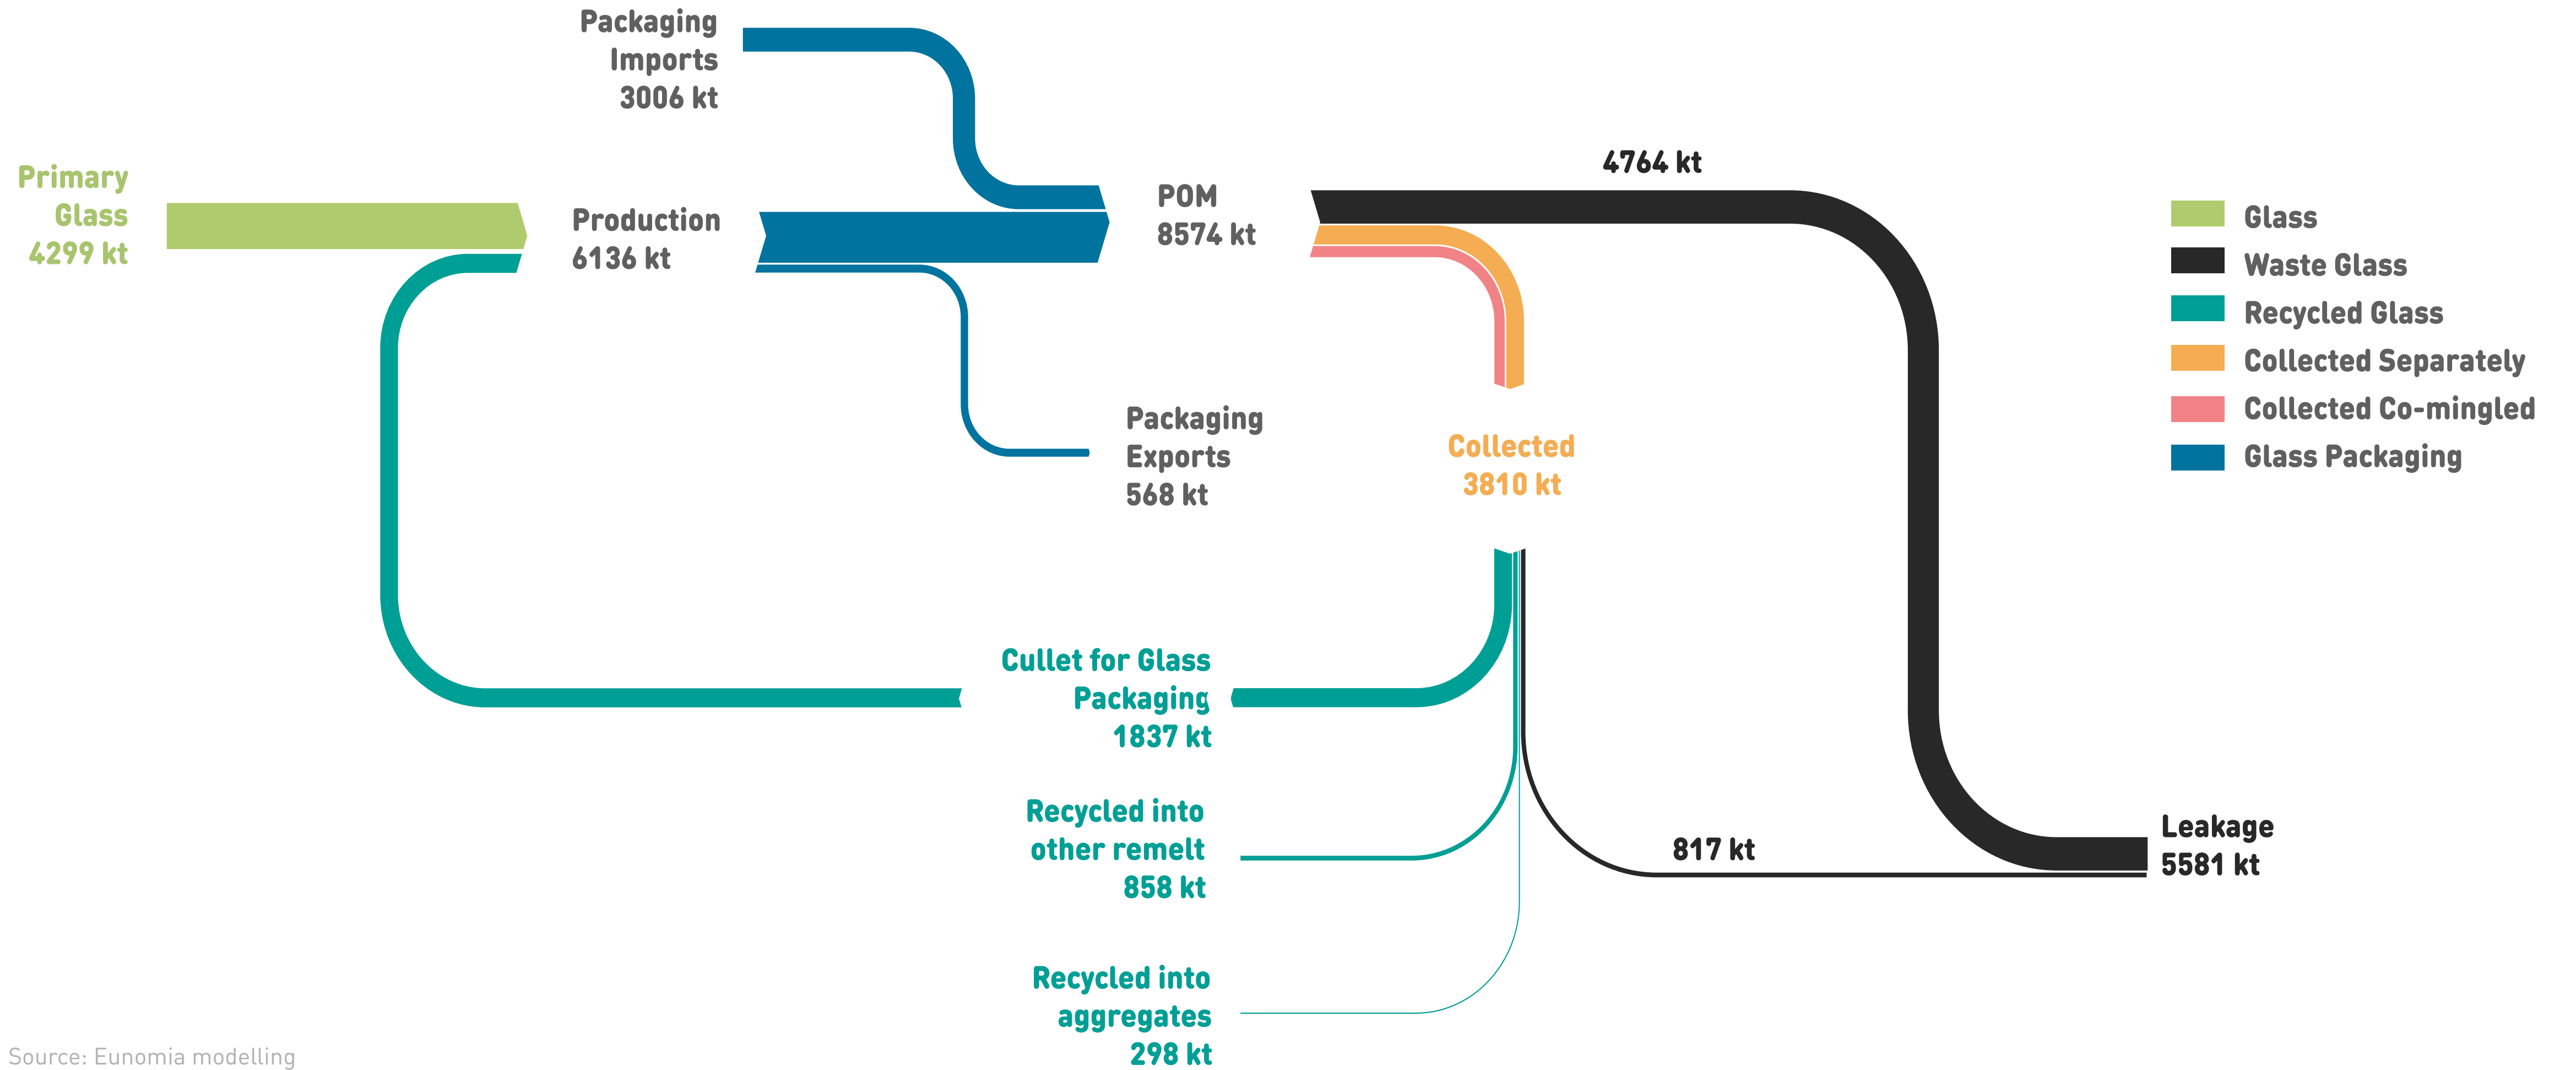 Packaging
Imports
3006 kt
Primary
Glass
4299 kt
Production
6136 kt
POM
8574 kt
4764 kt
Packaging
Exports
568 kt
Collected
3810 kt
Cullet for Glass
Packaging
1837 kt
Recycled into
other remelt
858 kt
Recycled into
aggregates
298 kt
817 kt
Leakage
5581 kt
Glass
Waste Glass
Recycled Glass
Collected Separately
Collected Co-mingled
Glass Packaging
Source: Eunomia modelling